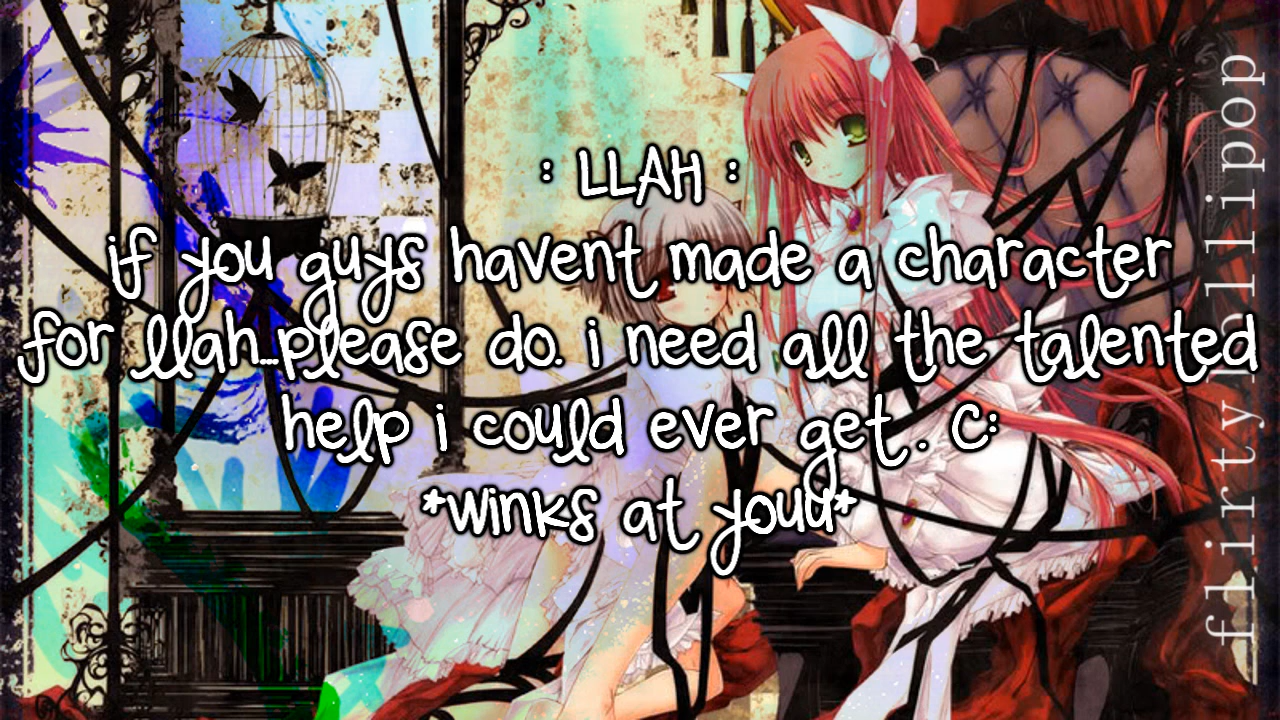 : LLAH :
if you guys havent made a character
for llah...please do. i need all the talented
help i could ever get . C:
*winks at youu*
flirtylollipop